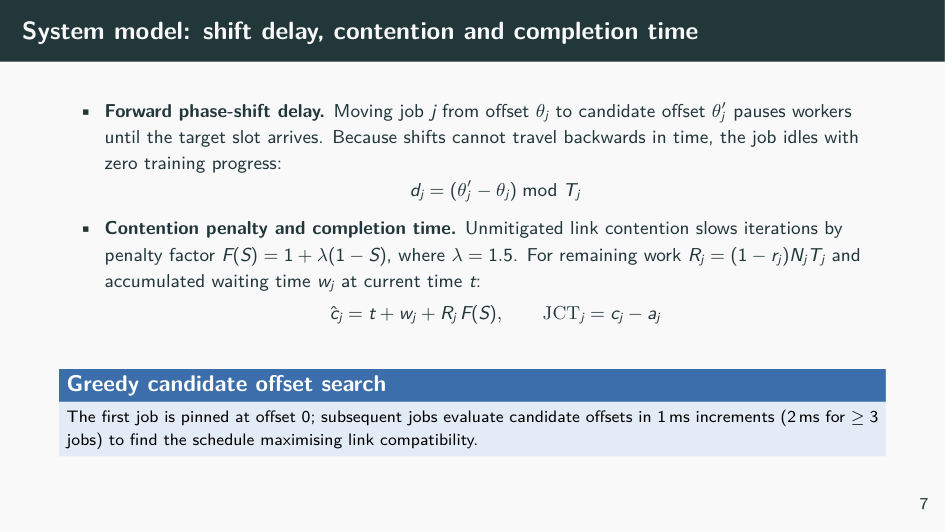 System model: shift delay, contention and completion time
▪ Forward phase-shift delay. Moving job j from offset θⱼ to candidate offset θ′ⱼ pauses workers
until the target slot arrives. Because shifts cannot travel backwards in time, the job idles with
zero training progress:
dⱼ = (θ′ⱼ − θⱼ) mod Tⱼ
▪ Contention penalty and completion time. Unmitigated link contention slows iterations by
penalty factor F(S) = 1 + λ(1 − S), where λ = 1.5. For remaining work Rⱼ = (1 − rⱼ)NⱼTⱼ and
accumulated waiting time wⱼ at current time t:
ĉⱼ = t + wⱼ + RⱼF(S), JCTⱼ = cⱼ − aⱼ
Greedy candidate offset search
The first job is pinned at offset 0; subsequent jobs evaluate candidate offsets in 1 ms increments (2 ms for ≥ 3
jobs) to find the schedule maximising link compatibility.
7